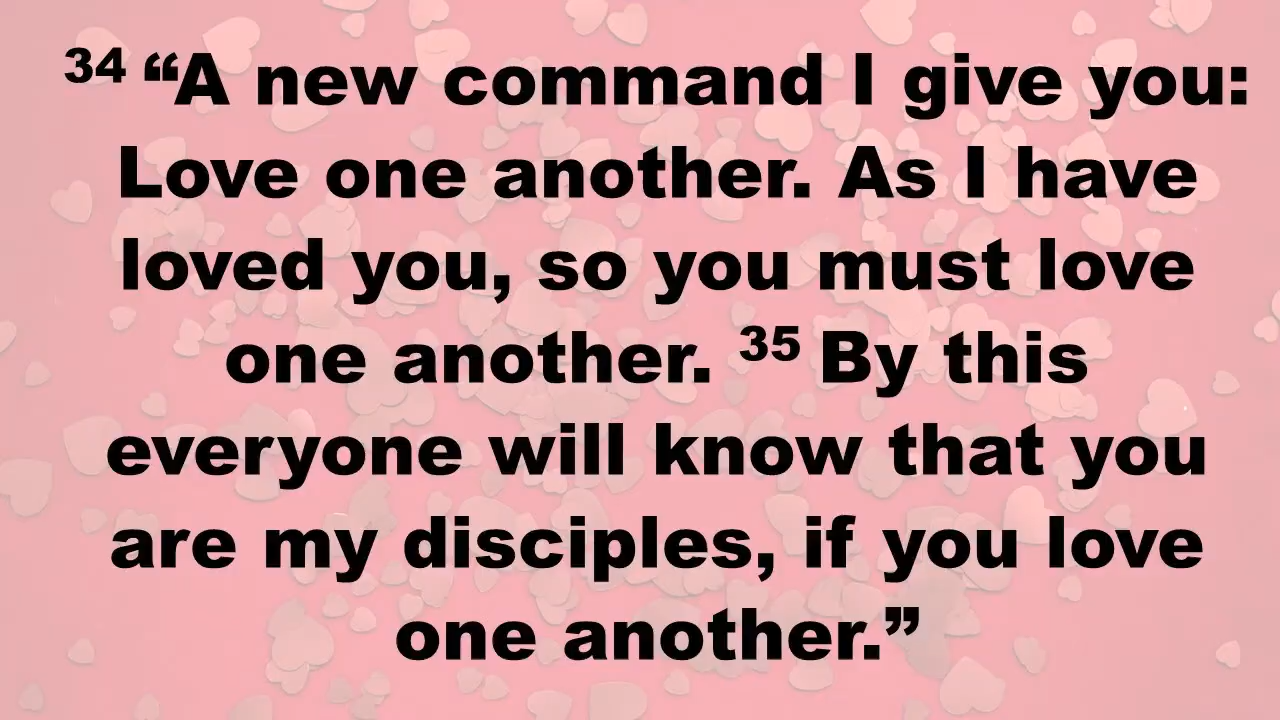 34 “A new command I give you:
Love one another. As I have
loved you, so you must love
one another. 35 By this
everyone will know that you
are my disciples, if you love
one another.”